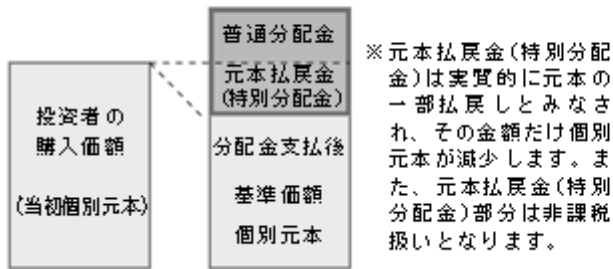 普通分配金
元本払戻金
(特別分配金)
投資者の
購入価額
(当初個別元本)
分配金支払後
基準価額
個別元本
※元本払戻金(特別分配
金)は実質的に元本の
一部払戻しとみなさ
れ、その金額だけ個別
元本が減少します。ま
た、元本払戻金(特別
分配金)部分は非課税
扱いとなります。